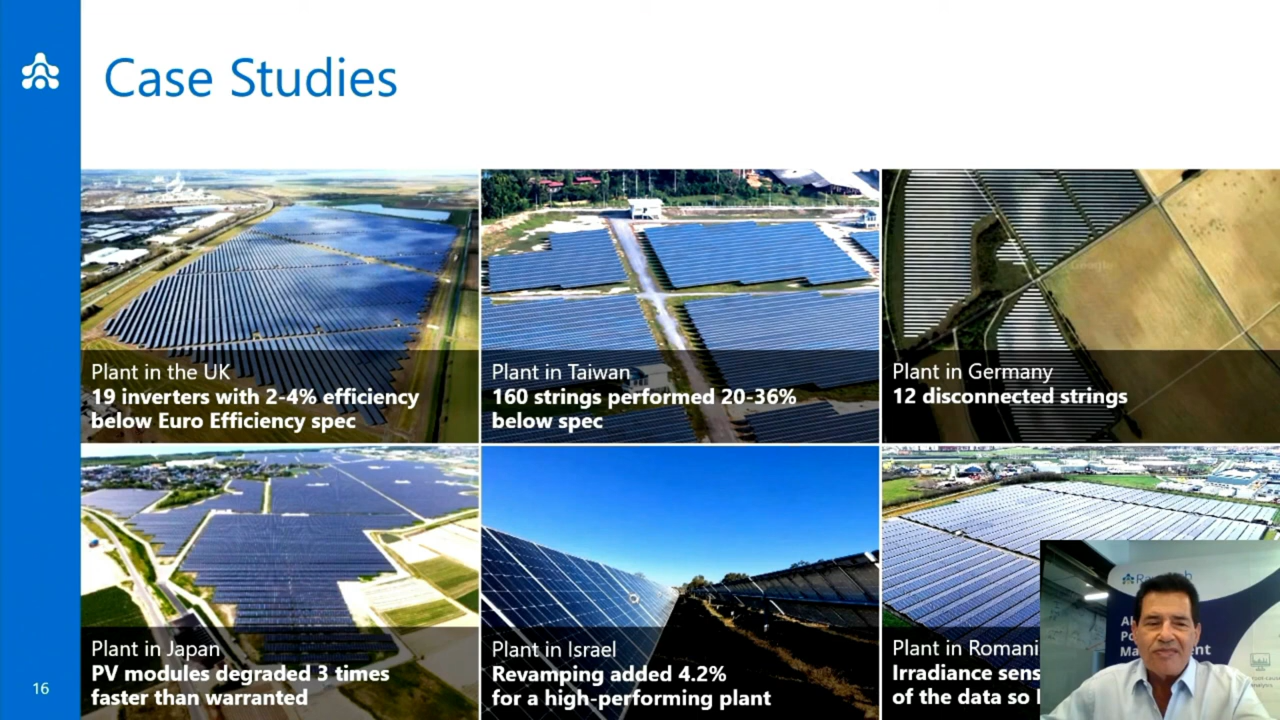 Case Studies
Plant in the UK
19 inverters with 2-4% efficiency
below Euro Efficiency spec
Plant in Taiwan
160 strings performed 20-36%
below spec
Plant in Germany
12 disconnected strings
Plant in Japan
PV modules degraded 3 times
faster than warranted
Plant in Israel
Revamping added 4.2%
for a high-performing plant
Plant in Romani
Irradiance sens
of the data so
16